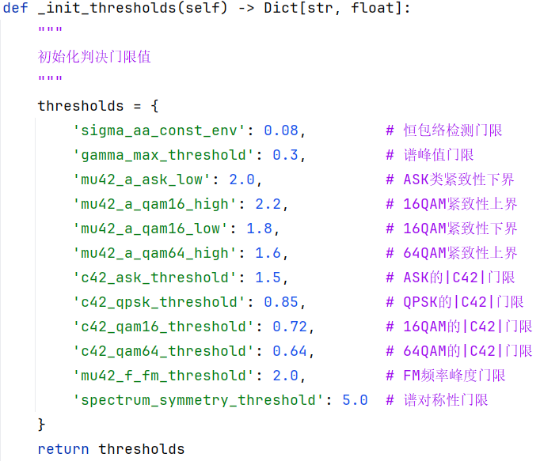 def _init_thresholds(self) -> Dict[str, float]:
    """
    初始化判决门限值
    """
    thresholds = {
        'sigma_aa_const_env': 0.08,          # 恒包络检测门限
        'gamma_max_threshold': 0.3,          # 谱峰值门限
        'mu42_a_ask_low': 2.0,               # ASK类紧致性下界
        'mu42_a_qam16_high': 2.2,            # 16QAM紧致性上界
        'mu42_a_qam16_low': 1.8,             # 16QAM紧致性下界
        'mu42_a_qam64_high': 1.6,            # 64QAM紧致性上界
        'c42_ask_threshold': 1.5,            # ASK的|C42|门限
        'c42_qpsk_threshold': 0.85,          # QPSK的|C42|门限
        'c42_qam16_threshold': 0.72,         # 16QAM的|C42|门限
        'c42_qam64_threshold': 0.64,         # 64QAM的|C42|门限
        'mu42_f_fm_threshold': 2.0,          # FM频率峰度门限
        'spectrum_symmetry_threshold': 5.0  # 谱对称性门限
    }
    return thresholds